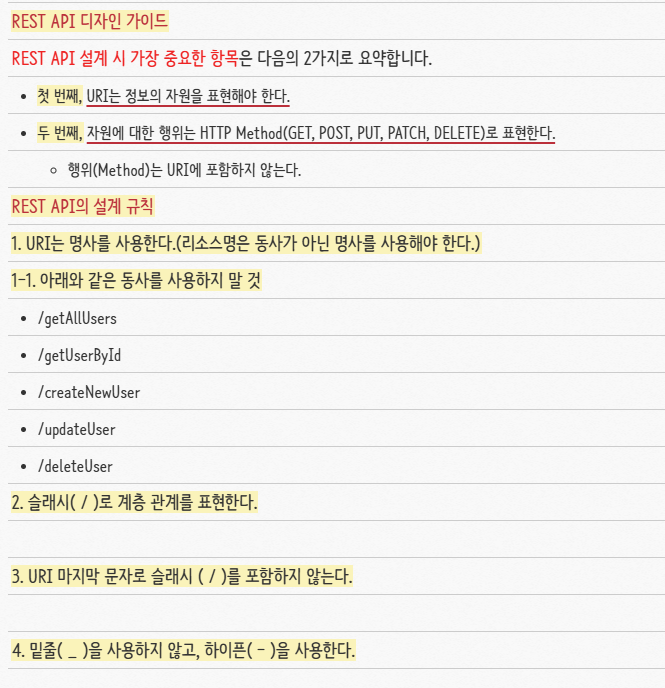 REST API 디자인 가이드
REST API 설계 시 가장 중요한 항목은 다음의 2가지로 요약합니다.
• 첫 번째, URI는 정보의 자원을 표현해야 한다.
• 두 번째, 자원에 대한 행위는 HTTP Method(GET, POST, PUT, PATCH, DELETE)로 표현한다.
◦ 행위(Method)는 URI에 포함하지 않는다.
REST API의 설계 규칙
1. URI는 명사를 사용한다.(리소스명은 동사가 아닌 명사를 사용해야 한다.)
1-1. 아래와 같은 동사를 사용하지 말 것
• /getAllUsers
• /getUserById
• /createNewUser
• /updateUser
• /deleteUser
2. 슬래시( / )로 계층 관계를 표현한다.
3. URI 마지막 문자로 슬래시 ( / )를 포함하지 않는다.
4. 밑줄( _ )을 사용하지 않고, 하이픈( - )을 사용한다.